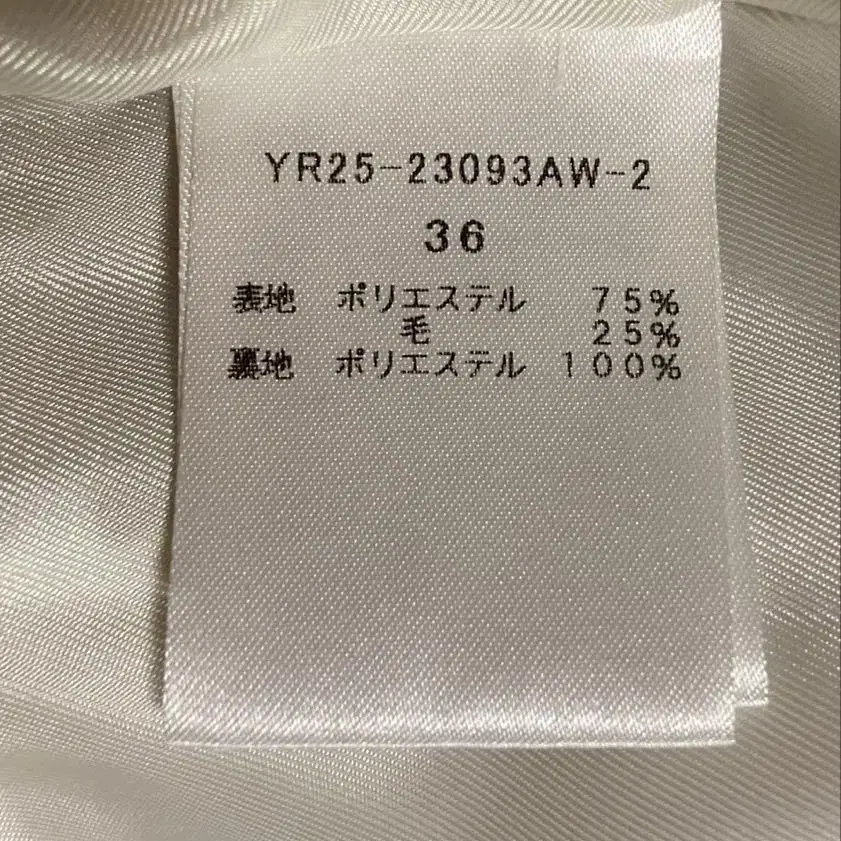 YR25-23093AW-2
36
表地 ポリエステル 75%
毛 25%
裏地 ポリエステル 100%